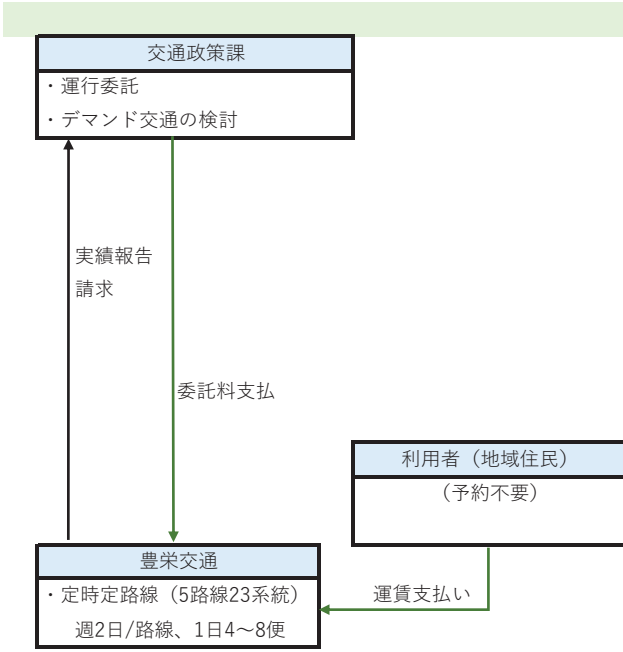 交通政策課
・運行委託
・デマンド交通の検討
実績報告
請求
委託料支払
利用者（地域住民）
（予約不要）
豊栄交通
・定時定路線（5路線23系統）
週2日/路線、1日4～8便
運賃支払い